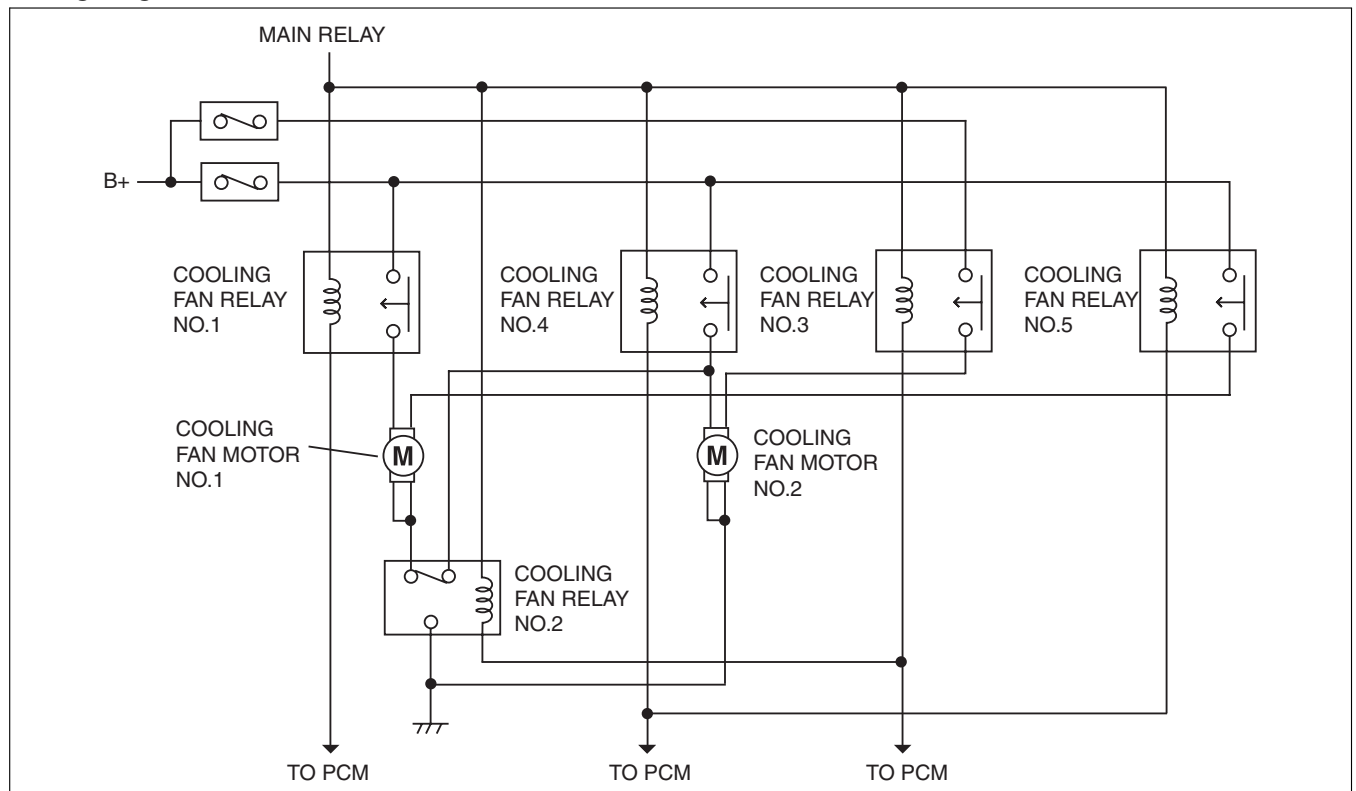 MAIN RELAY
B+
COOLING
FAN RELAY
NO.1
COOLING
FAN RELAY
NO.4
COOLING
FAN RELAY
NO.3
COOLING
FAN RELAY
NO.5
COOLING
FAN MOTOR
NO.1
M
M
COOLING
FAN MOTOR
NO.2
COOLING
FAN RELAY
NO.2
TO PCM
TO PCM
TO PCM